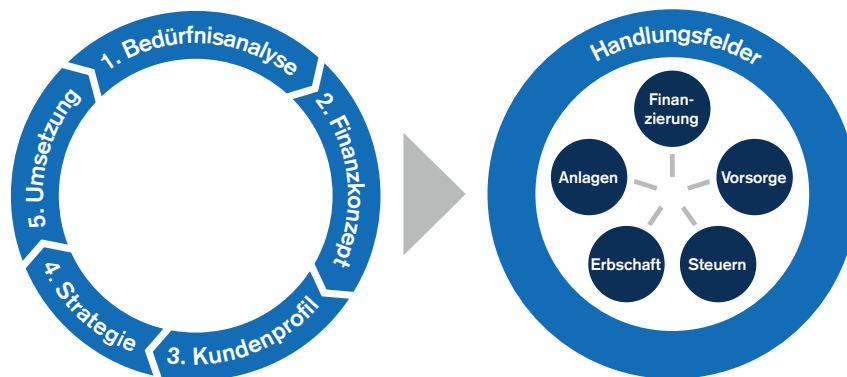 1. Bedürfnisanalyse
2. Finanzkonzept
3. Kundenprofil
4. Strategie
5. Umsetzung
Handlungsfelder
Finan-
zierung
Vorsorge
Steuern
Erbschaft
Anlagen